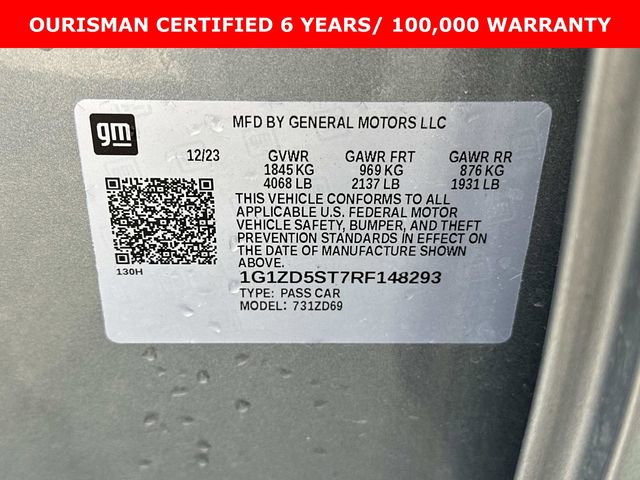 OURISMAN CERTIFIED 6 YEARS/ 100,000 WARRANTY
gm
MFD BY GENERAL MOTORS LLC
12/23 GVWR GAWR FRT GAWR RR
1845 KG 969 KG 876 KG
4068 LB 2137 LB 1931 LB
THIS VEHICLE CONFORMS TO ALL
APPLICABLE U.S. FEDERAL MOTOR
VEHICLE SAFETY, BUMPER, AND THEFT
PREVENTION STANDARDS IN EFFECT ON
THE DATE OF MANUFACTURE SHOWN
ABOVE.
130H
1G1ZD5ST7RF148293
TYPE: PASS CAR
MODEL: 731ZD69